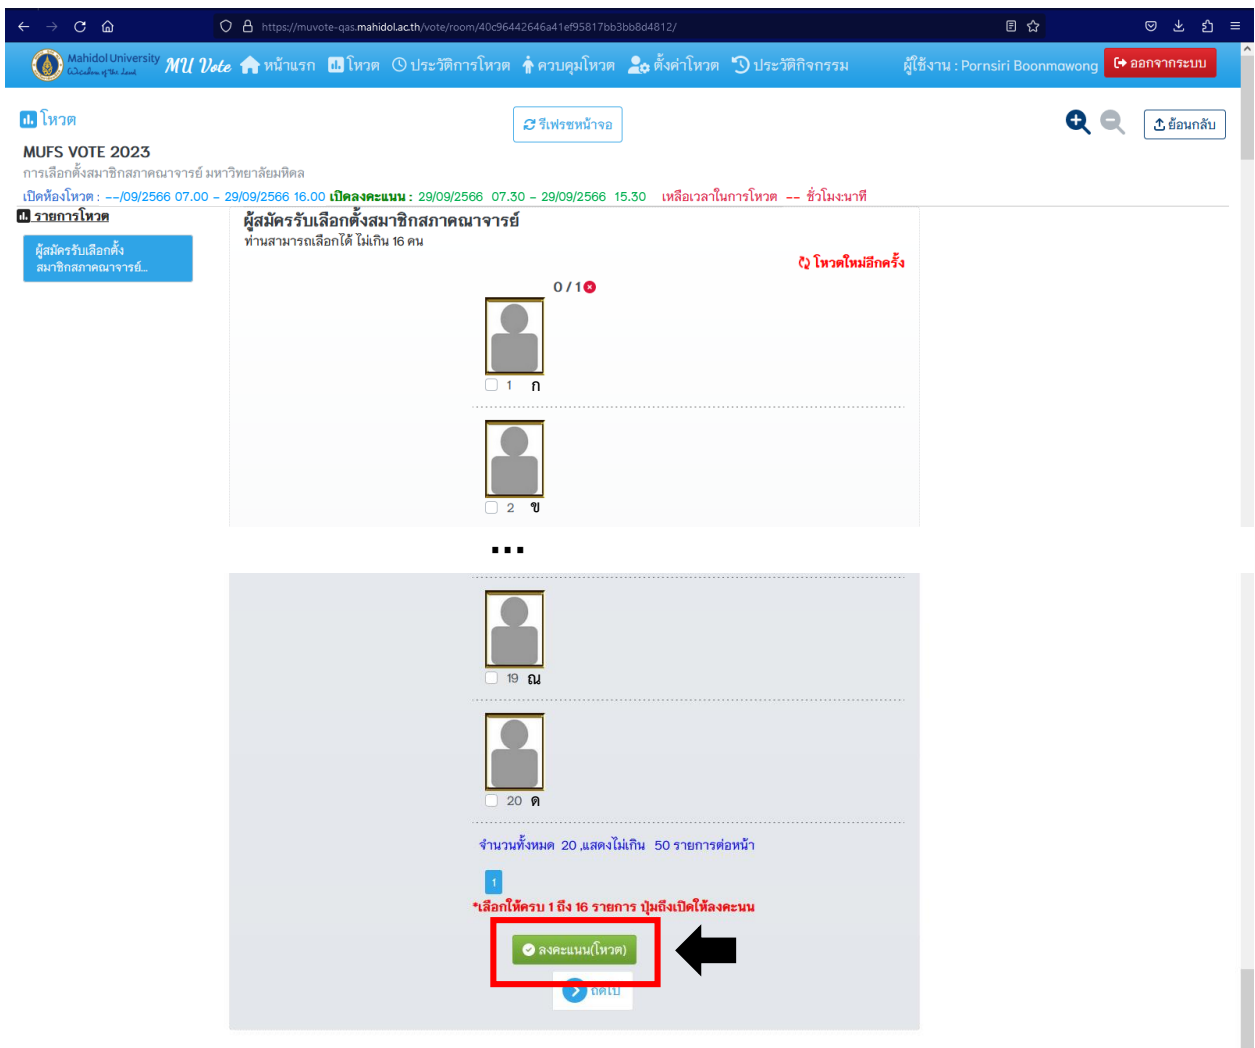 https://muvote-qas.mahidol.ac.th/vote/room/40c96442646a41ef95817bb3bb8d4812/
Mahidol University
Wisdom of the Land
MU Vote หน้าแรก โหวต ประวัติการโหวต ควบคุมโหวต ตั้งค่าโหวต ประวัติกิจกรรม ผู้ใช้งาน : Pornsiri Boonmawong ออกจากระบบ
โหวต รีเฟรชหน้าจอ ย้อนกลับ
MUFS VOTE 2023
การเลือกตั้งสมาชิกสภาคณาจารย์ มหาวิทยาลัยมหิดล
เปิดห้องโหวต : --/09/2566 07.00 - 29/09/2566 16.00 เปิดลงคะแนน : 29/09/2566 07.30 - 29/09/2566 15.30 เหลือเวลาในการโหวต -- ชั่วโมง:นาที
รายการโหวต
ผู้สมัครรับเลือกตั้ง
สมาชิกสภาคณาจารย์...
ผู้สมัครรับเลือกตั้งสมาชิกสภาคณาจารย์
ท่านสามารถเลือกได้ ไม่เกิน 16 คน
โหวตใหม่อีกครั้ง
0 / 1
1 ก
2 ข
...
19 ณ
20 ด
จำนวนทั้งหมด 20 ,แสดงไม่เกิน 50 รายการต่อหน้า
1
*เลือกให้ครบ 1 ถึง 16 รายการ ปุ่มถึงเปิดให้ลงคะนน
ลงคะแนน(โหวต)
ถัดไป